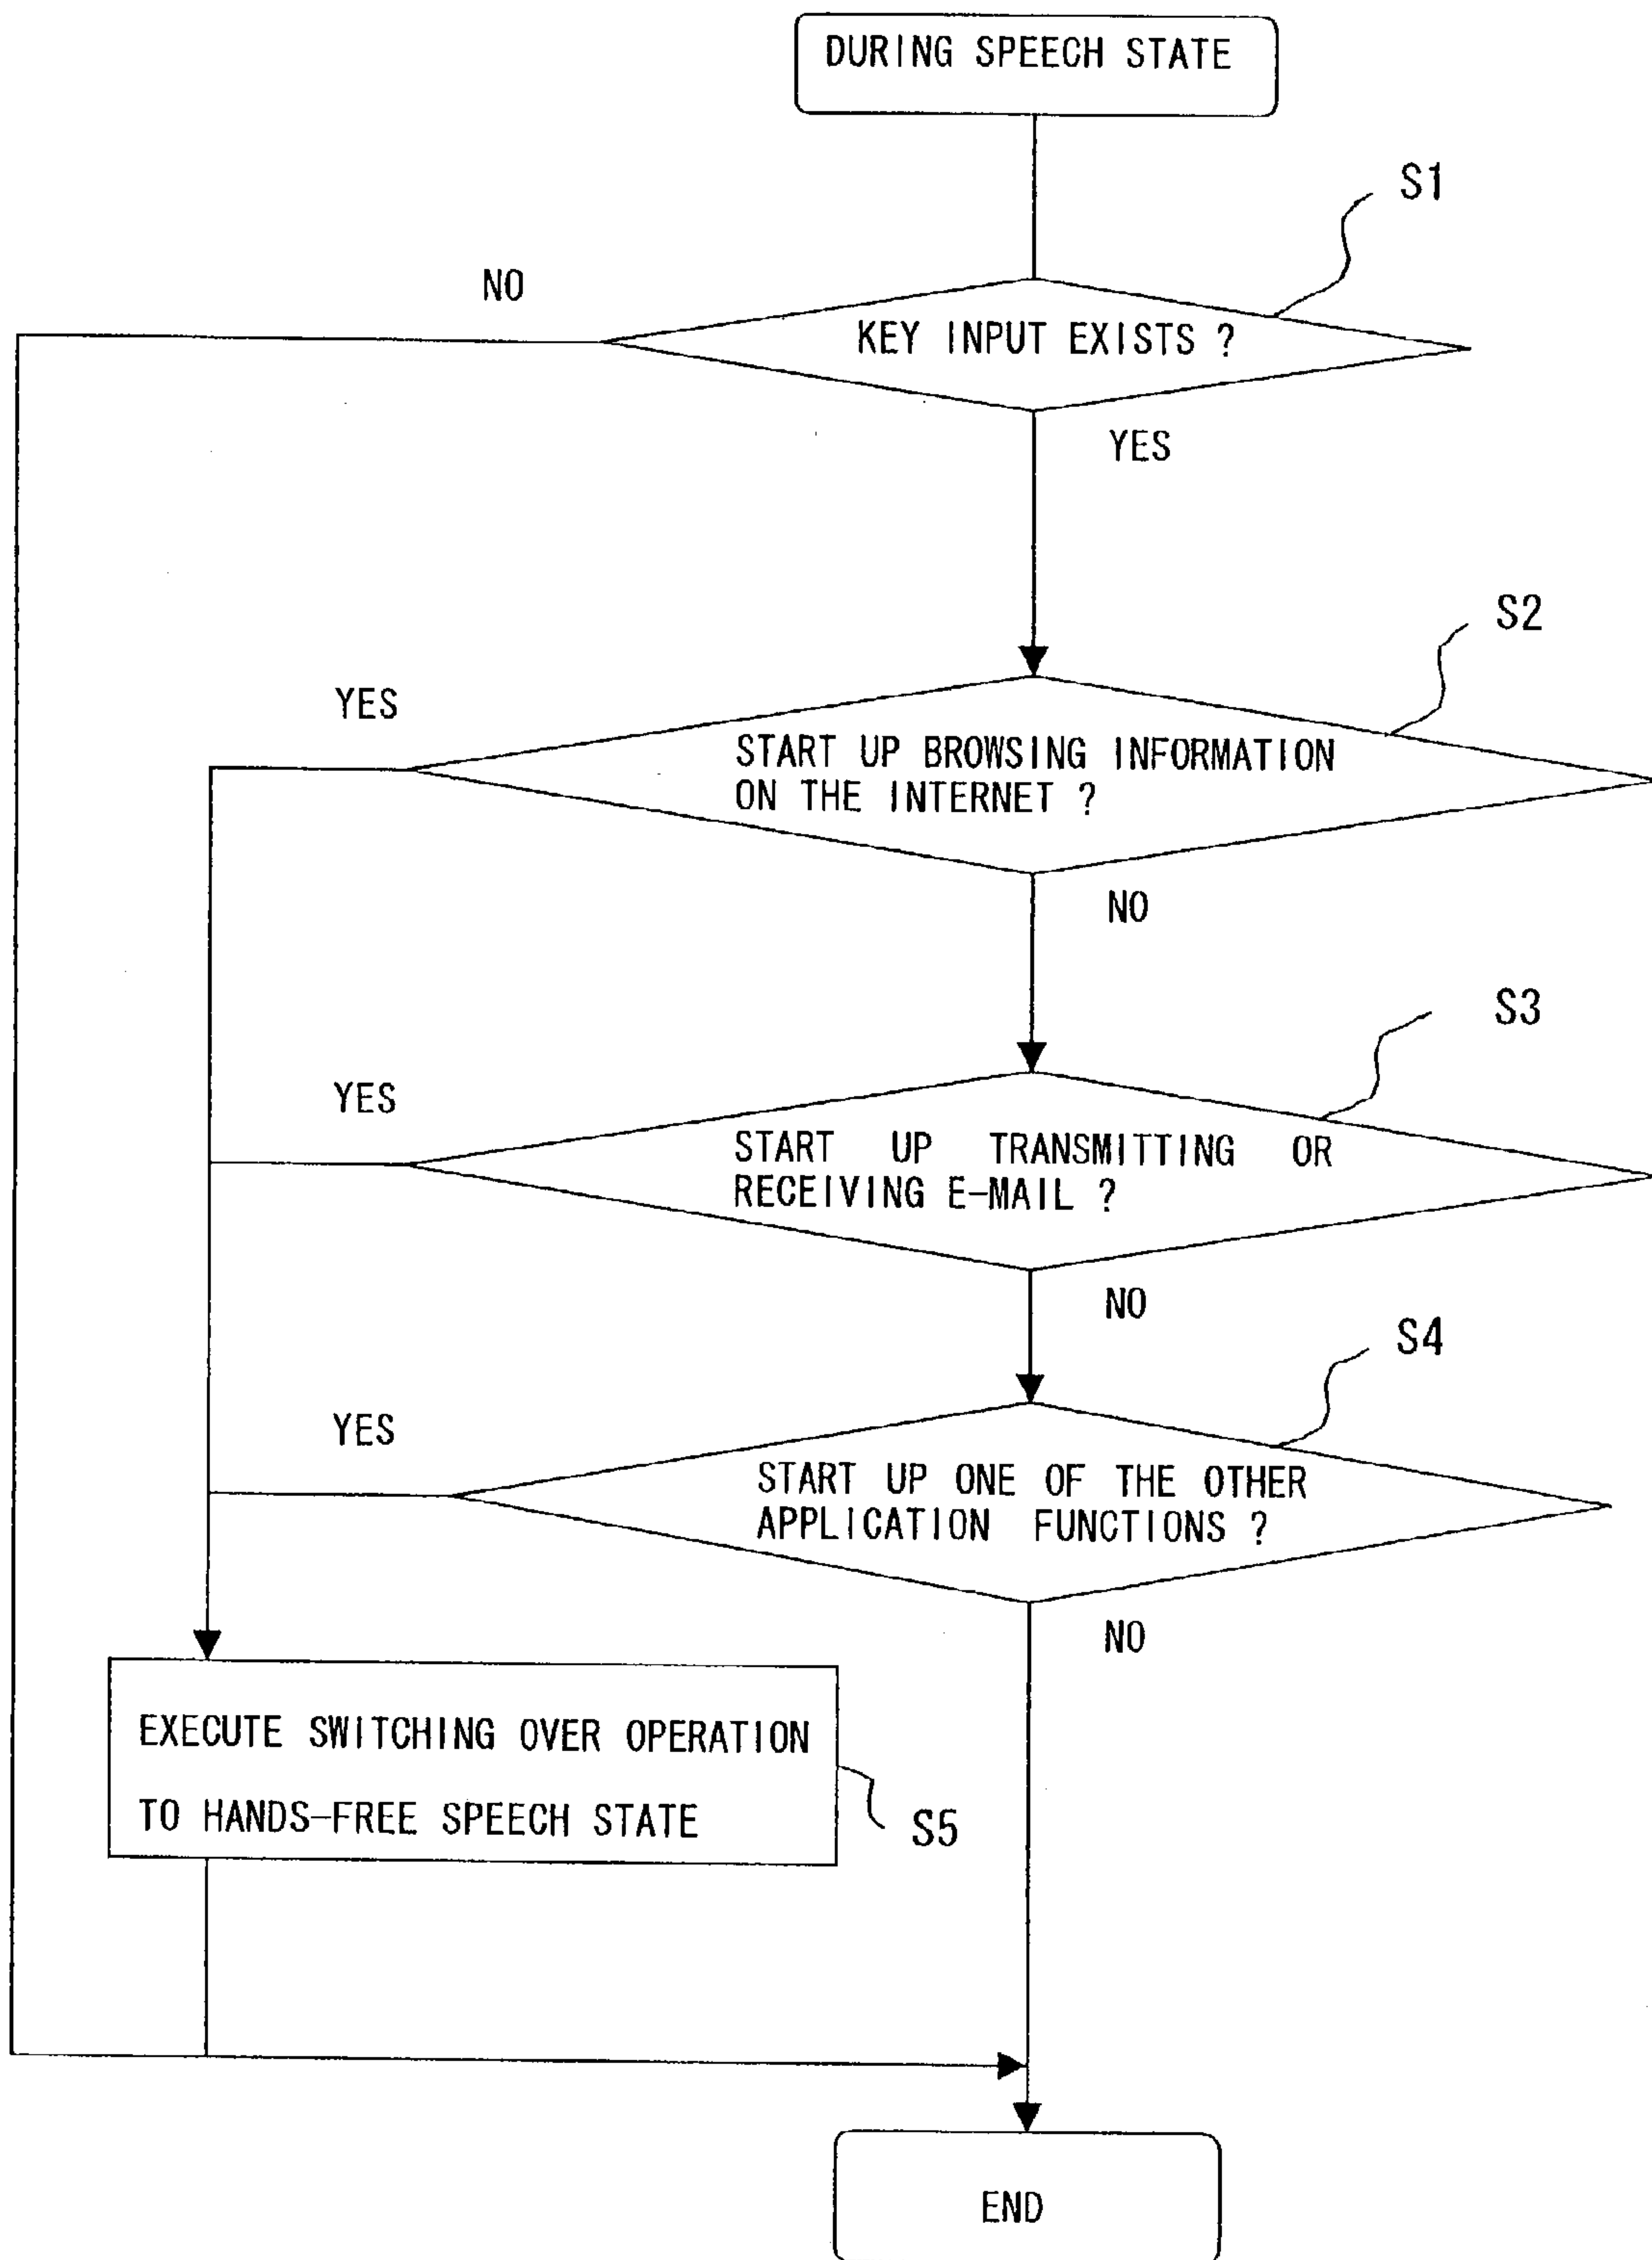 DURING SPEECH STATE
S1
NO
KEY INPUT EXISTS ?
YES
S2
YES
START UP BROWSING INFORMATION
ON THE INTERNET ?
NO
S3
YES
START UP TRANSMITTING OR
RECEIVING E-MAIL ?
NO
S4
YES
START UP ONE OF THE OTHER
APPLICATION FUNCTIONS ?
NO
EXECUTE SWITCHING OVER OPERATION
TO HANDS-FREE SPEECH STATE
S5
END